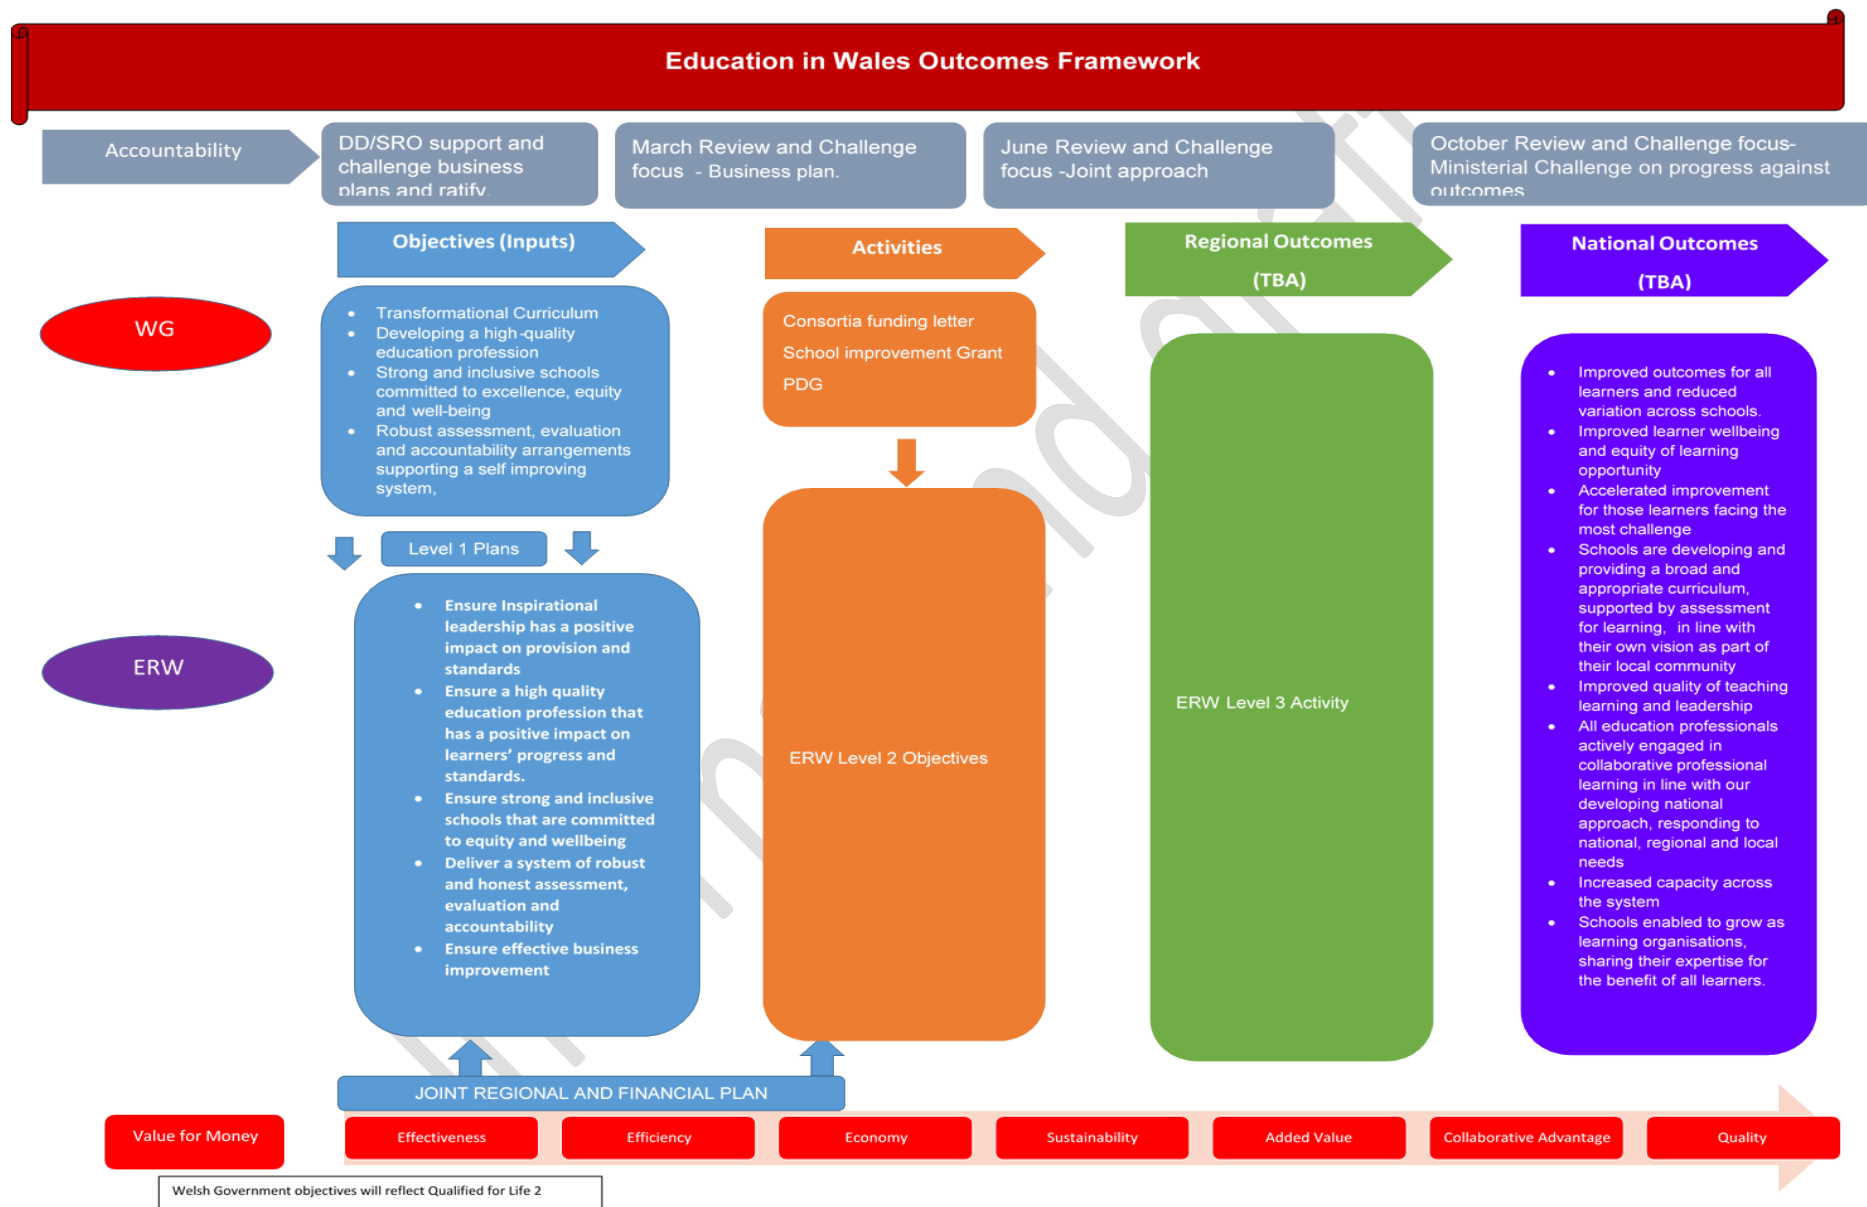 Education in Wales Outcomes Framework
Accountability
DD/SRO support and
challenge business
plans and ratify.
March Review and Challenge
focus - Business plan.
June Review and Challenge
focus -Joint approach
October Review and Challenge focus-
Ministerial Challenge on progress against
outcomes
Objectives (Inputs)
Activities
Regional Outcomes
(TBA)
National Outcomes
(TBA)
WG
• Transformational Curriculum
• Developing a high-quality
education profession
• Strong and inclusive schools
committed to excellence, equity
and well-being
• Robust assessment, evaluation
and accountability arrangements
supporting a self improving
system,
Consortia funding letter
School improvement Grant
PDG
Level 1 Plans
ERW
• Ensure Inspirational
leadership has a positive
impact on provision and
standards
• Ensure a high quality
education profession that
has a positive impact on
learners’ progress and
standards.
• Ensure strong and inclusive
schools that are committed
to equity and wellbeing
• Deliver a system of robust
and honest assessment,
evaluation and
accountability
• Ensure effective business
improvement
ERW Level 2 Objectives
ERW Level 3 Activity
• Improved outcomes for all
learners and reduced
variation across schools.
• Improved learner wellbeing
and equity of learning
opportunity
• Accelerated improvement
for those learners facing the
most challenge
• Schools are developing and
providing a broad and
appropriate curriculum,
supported by assessment
for learning, in line with
their own vision as part of
their local community
• Improved quality of teaching
learning and leadership
• All education professionals
actively engaged in
collaborative professional
learning in line with our
developing national
approach, responding to
national, regional and local
needs
• Increased capacity across
the system
• Schools enabled to grow as
learning organisations,
sharing their expertise for
the benefit of all learners.
JOINT REGIONAL AND FINANCIAL PLAN
Value for Money
Effectiveness
Efficiency
Economy
Sustainability
Added Value
Collaborative Advantage
Quality
Welsh Government objectives will reflect Qualified for Life 2